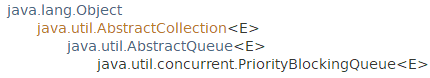 java.lang.Object
java.util.AbstractCollection<E>
java.util.AbstractQueue<E>
java.util.concurrent.PriorityBlockingQueue<E>